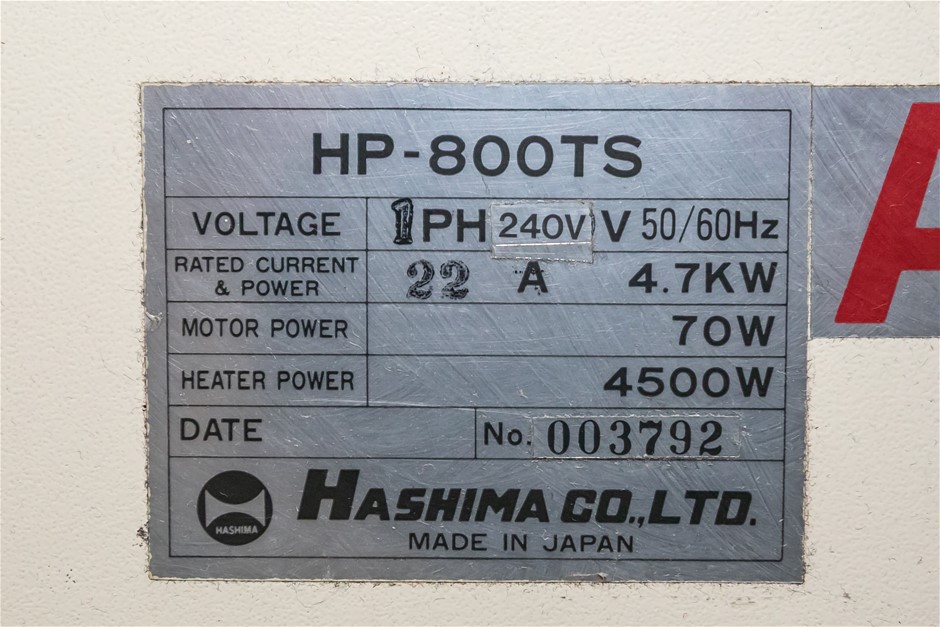 HP-800TS
VOLTAGE 1PH 240V V 50/60Hz
RATED CURRENT
& POWER 22 A 4.7KW
MOTOR POWER 70W
HEATER POWER 4500W
DATE No. 003792
HASHIMA HASHIMA CO.,LTD.
MADE IN JAPAN